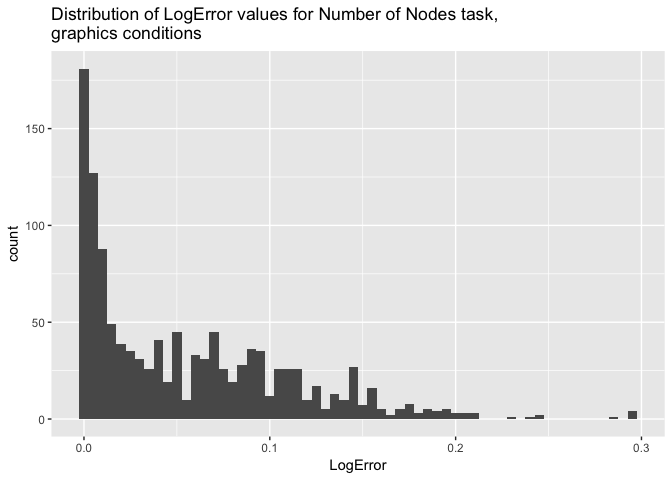 Distribution of LogError values for Number of Nodes task,
graphics conditions
150
100
50
0
count
0.0 0.1 0.2 0.3
LogError